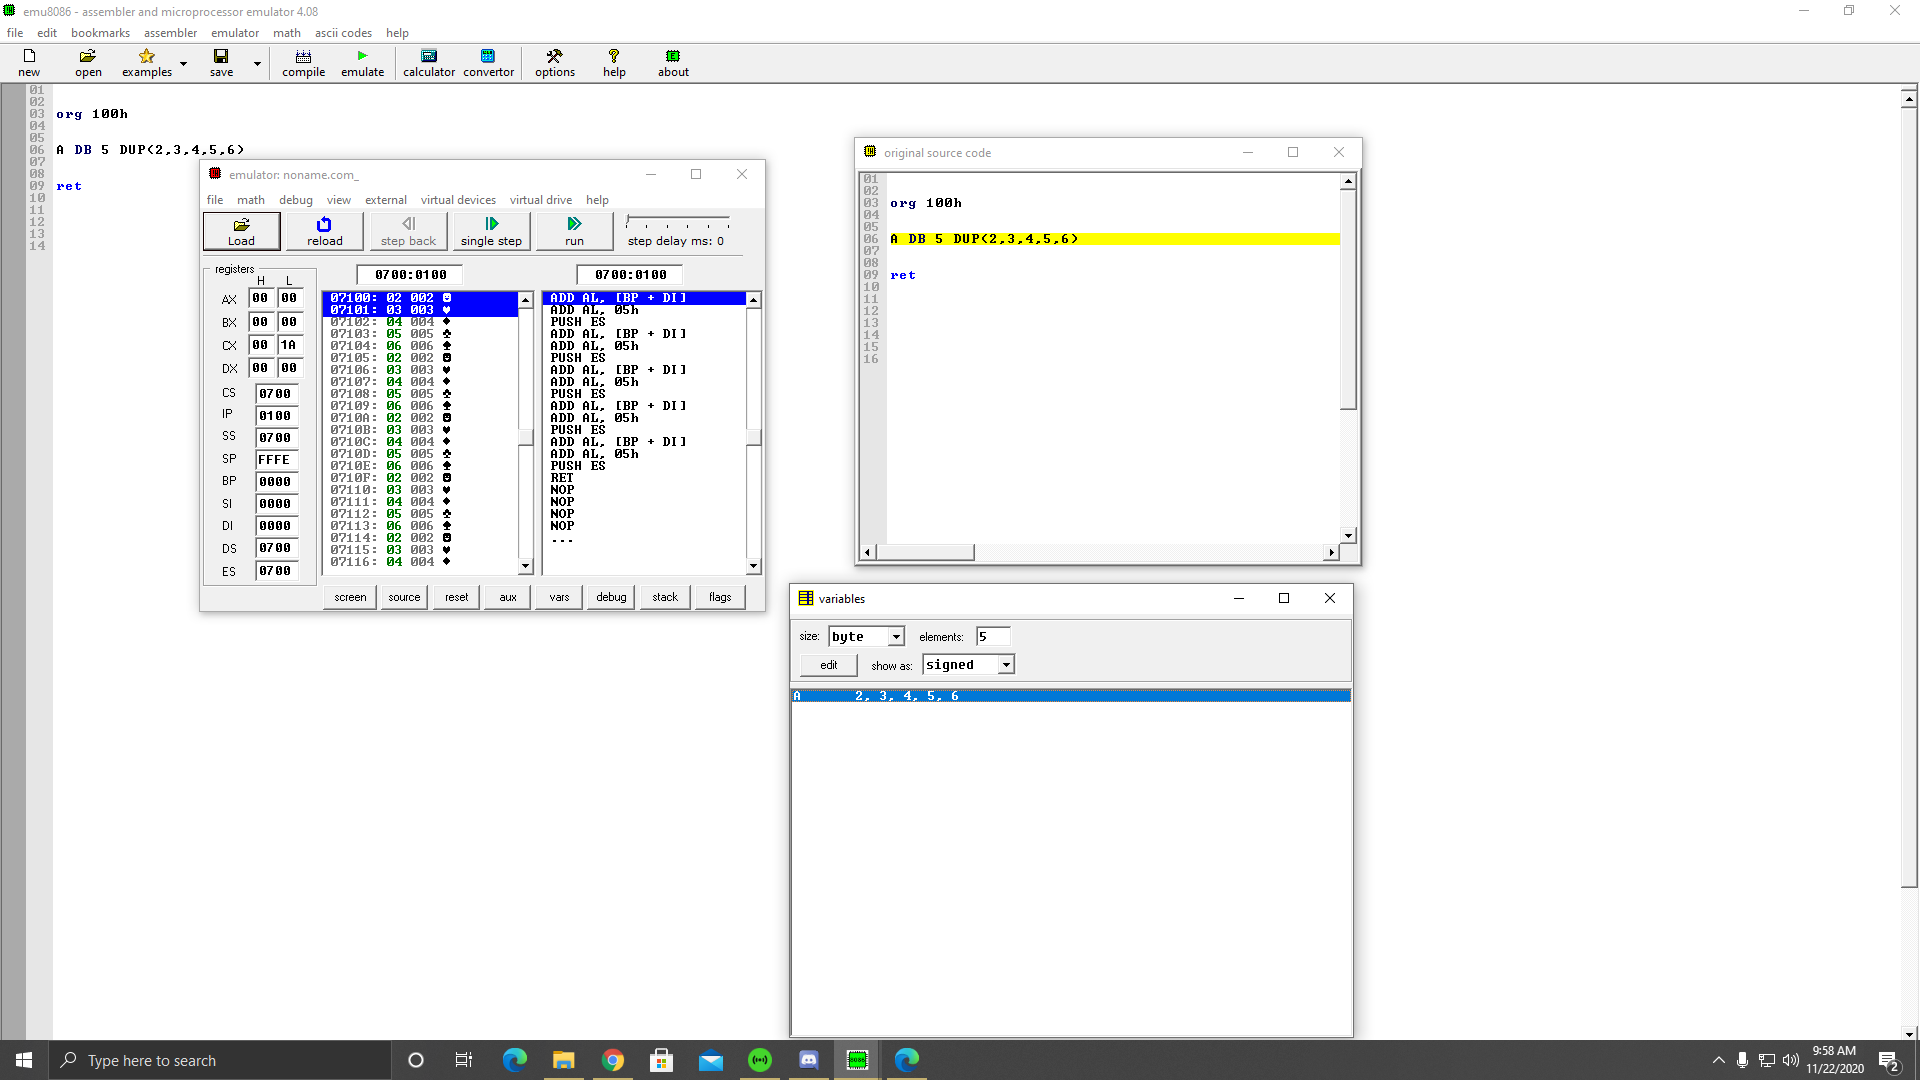 emu8086 - assembler and microprocessor emulator 4.08
file edit bookmarks assembler emulator math ascii codes help
new open examples save compile emulate calculator convertor options help about
01
02
03 org 100h
04
05
06 A DB 5 DUP(2,3,4,5,6)
07
08
09 ret
10
11
12
13
14
emulator: noname.com_
file math debug view external virtual devices virtual drive help
Load reload step back single step run step delay ms: 0
registers 0700:0100 0700:0100
H L
AX 00 00
BX 00 00
CX 00 1A
DX 00 00
CS 0700
IP 0100
SS 0700
SP FFFE
BP 0000
SI 0000
DI 0000
DS 0700
ES 0700
07100: 02 002 ☻
07101: 03 003 ♥
07102: 04 004 ♦
07103: 05 005 ♣
07104: 06 006 ♠
07105: 02 002 ☻
07106: 03 003 ♥
07107: 04 004 ♦
07108: 05 005 ♣
07109: 06 006 ♠
0710A: 02 002 ☻
0710B: 03 003 ♥
0710C: 04 004 ♦
0710D: 05 005 ♣
0710E: 06 006 ♠
0710F: 02 002 ☻
07110: 03 003 ♥
07111: 04 004 ♦
07112: 05 005 ♣
07113: 06 006 ♠
07114: 02 002 ☻
07115: 03 003 ♥
07116: 04 004 ♦
ADD AL, [BP + DI]
ADD AL, 05h
PUSH ES
ADD AL, [BP + DI]
ADD AL, 05h
PUSH ES
ADD AL, [BP + DI]
ADD AL, 05h
PUSH ES
ADD AL, [BP + DI]
ADD AL, 05h
PUSH ES
ADD AL, [BP + DI]
ADD AL, 05h
PUSH ES
RET
NOP
NOP
NOP
NOP
...
screen source reset aux vars debug stack flags
original source code
01
02
03 org 100h
04
05
06 A DB 5 DUP(2,3,4,5,6)
07
08
09 ret
10
11
12
13
14
15
16
variables
size: byte elements: 5
edit show as: signed
A 2, 3, 4, 5, 6
Type here to search
9:58 AM
11/22/2020
2